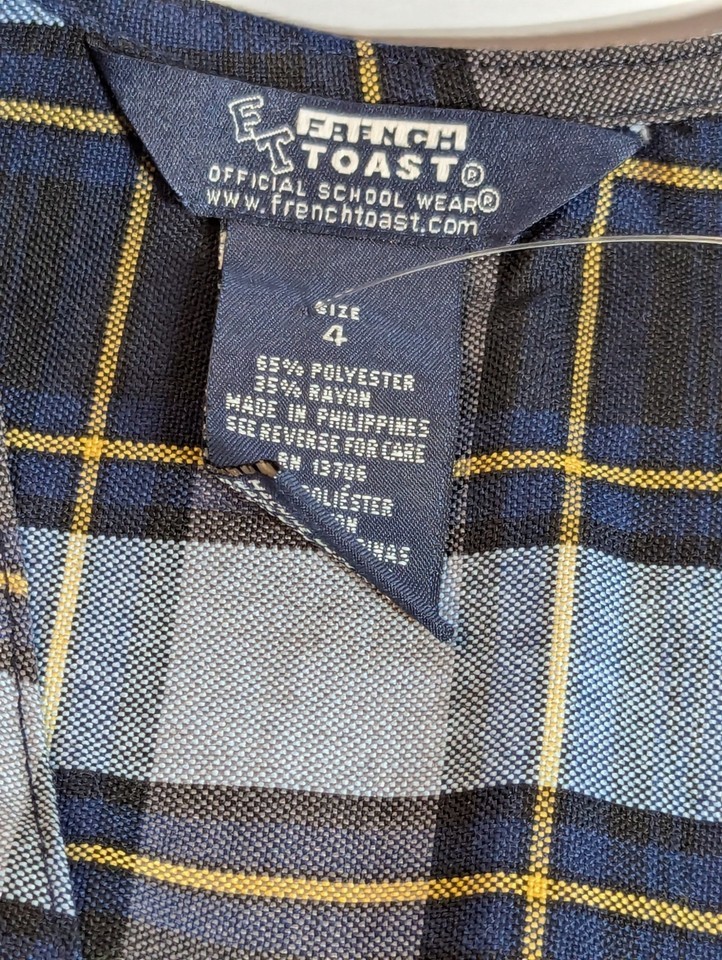 FT
FRENCH
TOAST®
OFFICIAL SCHOOL WEAR®
www.frenchtoast.com
SIZE
4
65% POLYESTER
35% RAYON
MADE IN PHILIPPINES
SEE REVERSE FOR CARE
RN 13706
POLIÉSTER